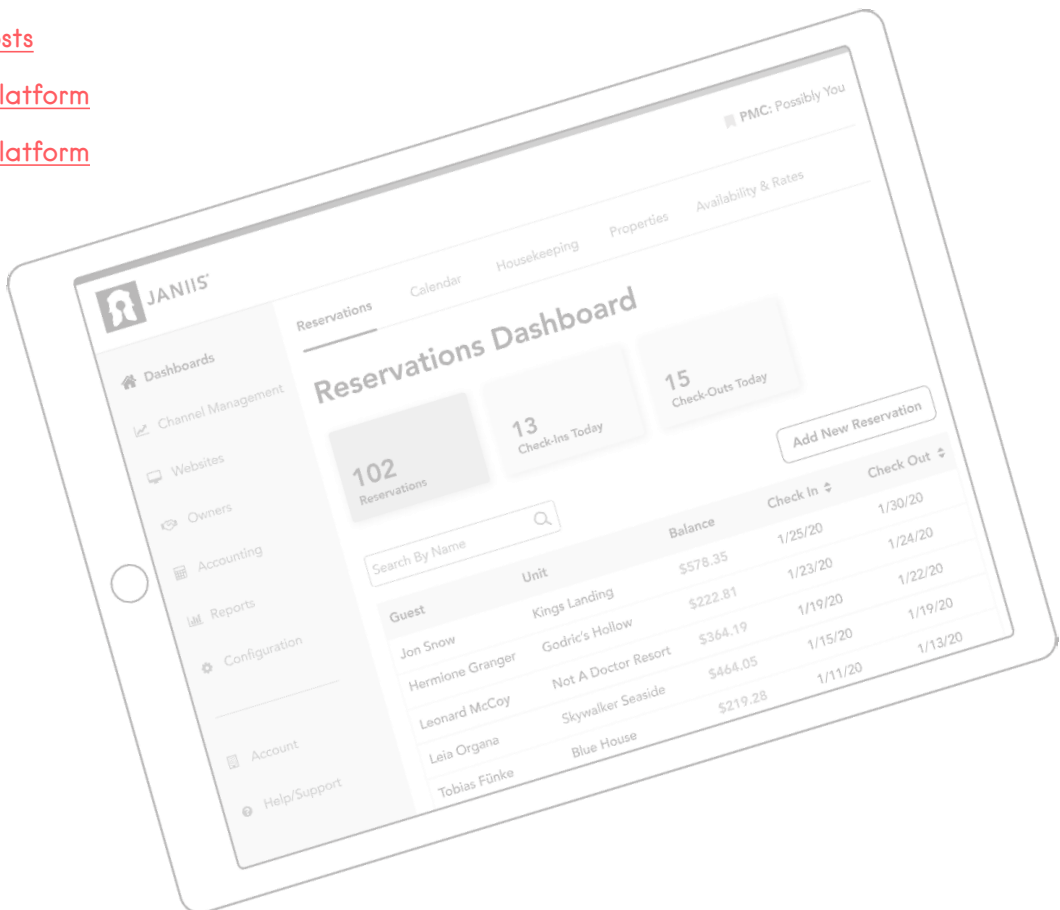 osts
latform
latform
PMC: Possibly You
JANIIS
Reservations Calendar Housekeeping Properties Availability & Rates
Dashboards
Channel Management
Websites
Owners
Accounting
Reports
Configuration
Account
Help/Support
Reservations Dashboard
102
Reservations
13
Check-Ins Today
15
Check-Outs Today
Add New Reservation
Search By Name
Guest Unit Balance Check In Check Out
Jon Snow Kings Landing $578.35 1/25/20 1/30/20
Hermione Granger Godric's Hollow $222.81 1/23/20 1/24/20
Leonard McCoy Not A Doctor Resort $364.19 1/19/20 1/22/20
Leia Organa Skywalker Seaside $464.05 1/15/20 1/19/20
Tobias Fünke Blue House $219.28 1/11/20 1/13/20